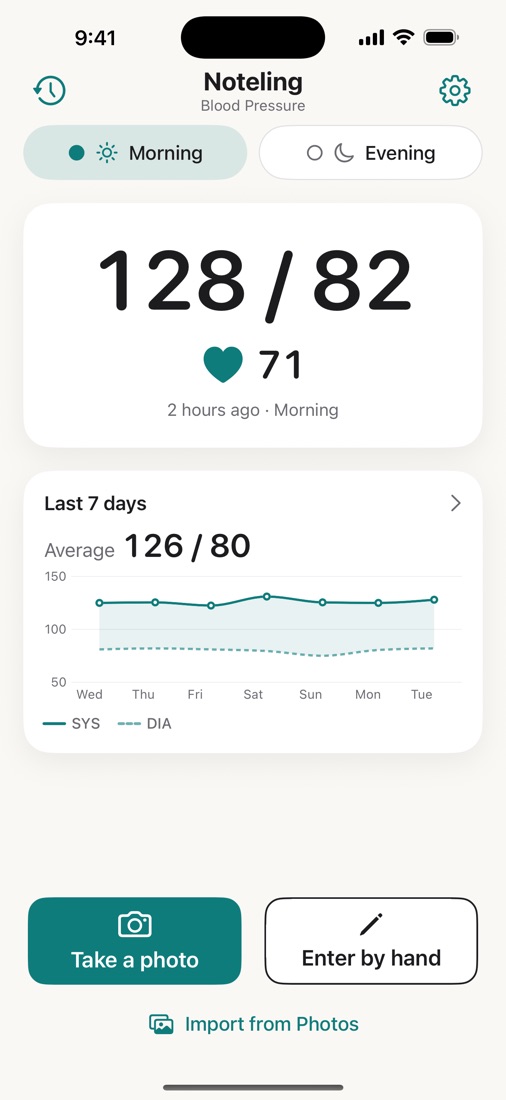 9:41
Noteling
Blood Pressure
Morning
Evening
128 / 82
71
2 hours ago · Morning
Last 7 days
Average 126 / 80
150
100
50
Wed Thu Fri Sat Sun Mon Tue
SYS DIA
Take a photo
Enter by hand
Import from Photos